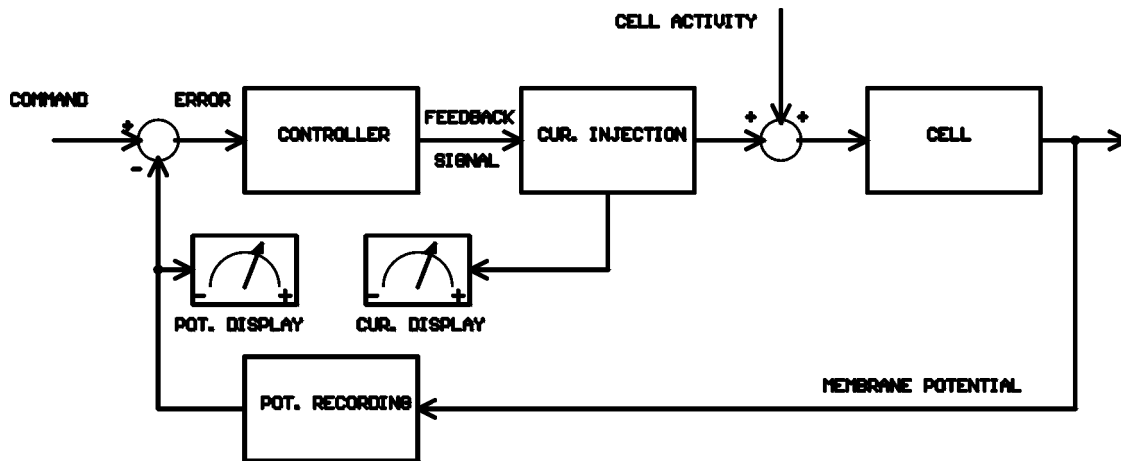 CELL ACTIVITY
COMMAND
+
ERROR
CONTROLLER
FEEDBACK
SIGNAL
CUR. INJECTION
+
+
CELL
-
- +
POT. DISPLAY
- +
CUR. DISPLAY
MEMBRANE POTENTIAL
POT. RECORDING